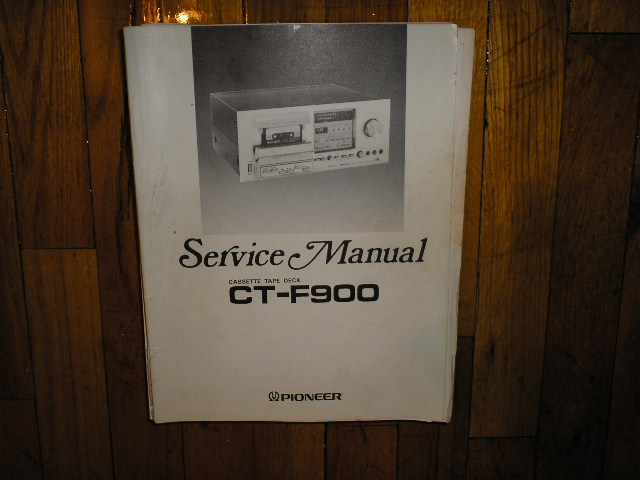 Service Manual
CASSETTE TAPE DECK
CT-F900
PIONEER